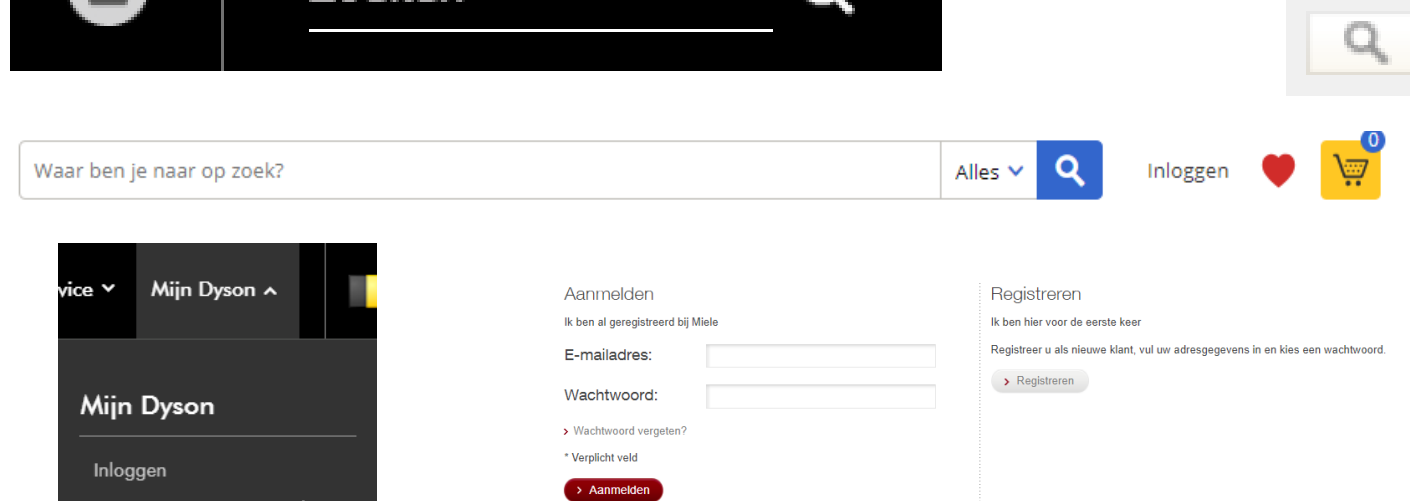 Waar ben je naar op zoek?
Alles
Inloggen
0
vice
Mijn Dyson
Mijn Dyson
Inloggen
Aanmelden
Ik ben al geregistreerd bij Miele
E-mailadres:
Wachtwoord:
Wachtwoord vergeten?
* Verplicht veld
Aanmelden
Registreren
Ik ben hier voor de eerste keer
Registreer u als nieuwe klant, vul uw adresgegevens in en kies een wachtwoord.
Registreren